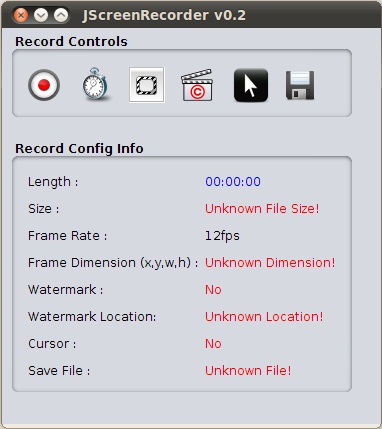 JScreenRecorder v0.2
Record Controls
©
Record Config Info
Length : 00:00:00
Size : Unknown File Size!
Frame Rate : 12fps
Frame Dimension (x,y,w,h) : Unknown Dimension!
Watermark : No
Watermark Location: Unknown Location!
Cursor : No
Save File : Unknown File!